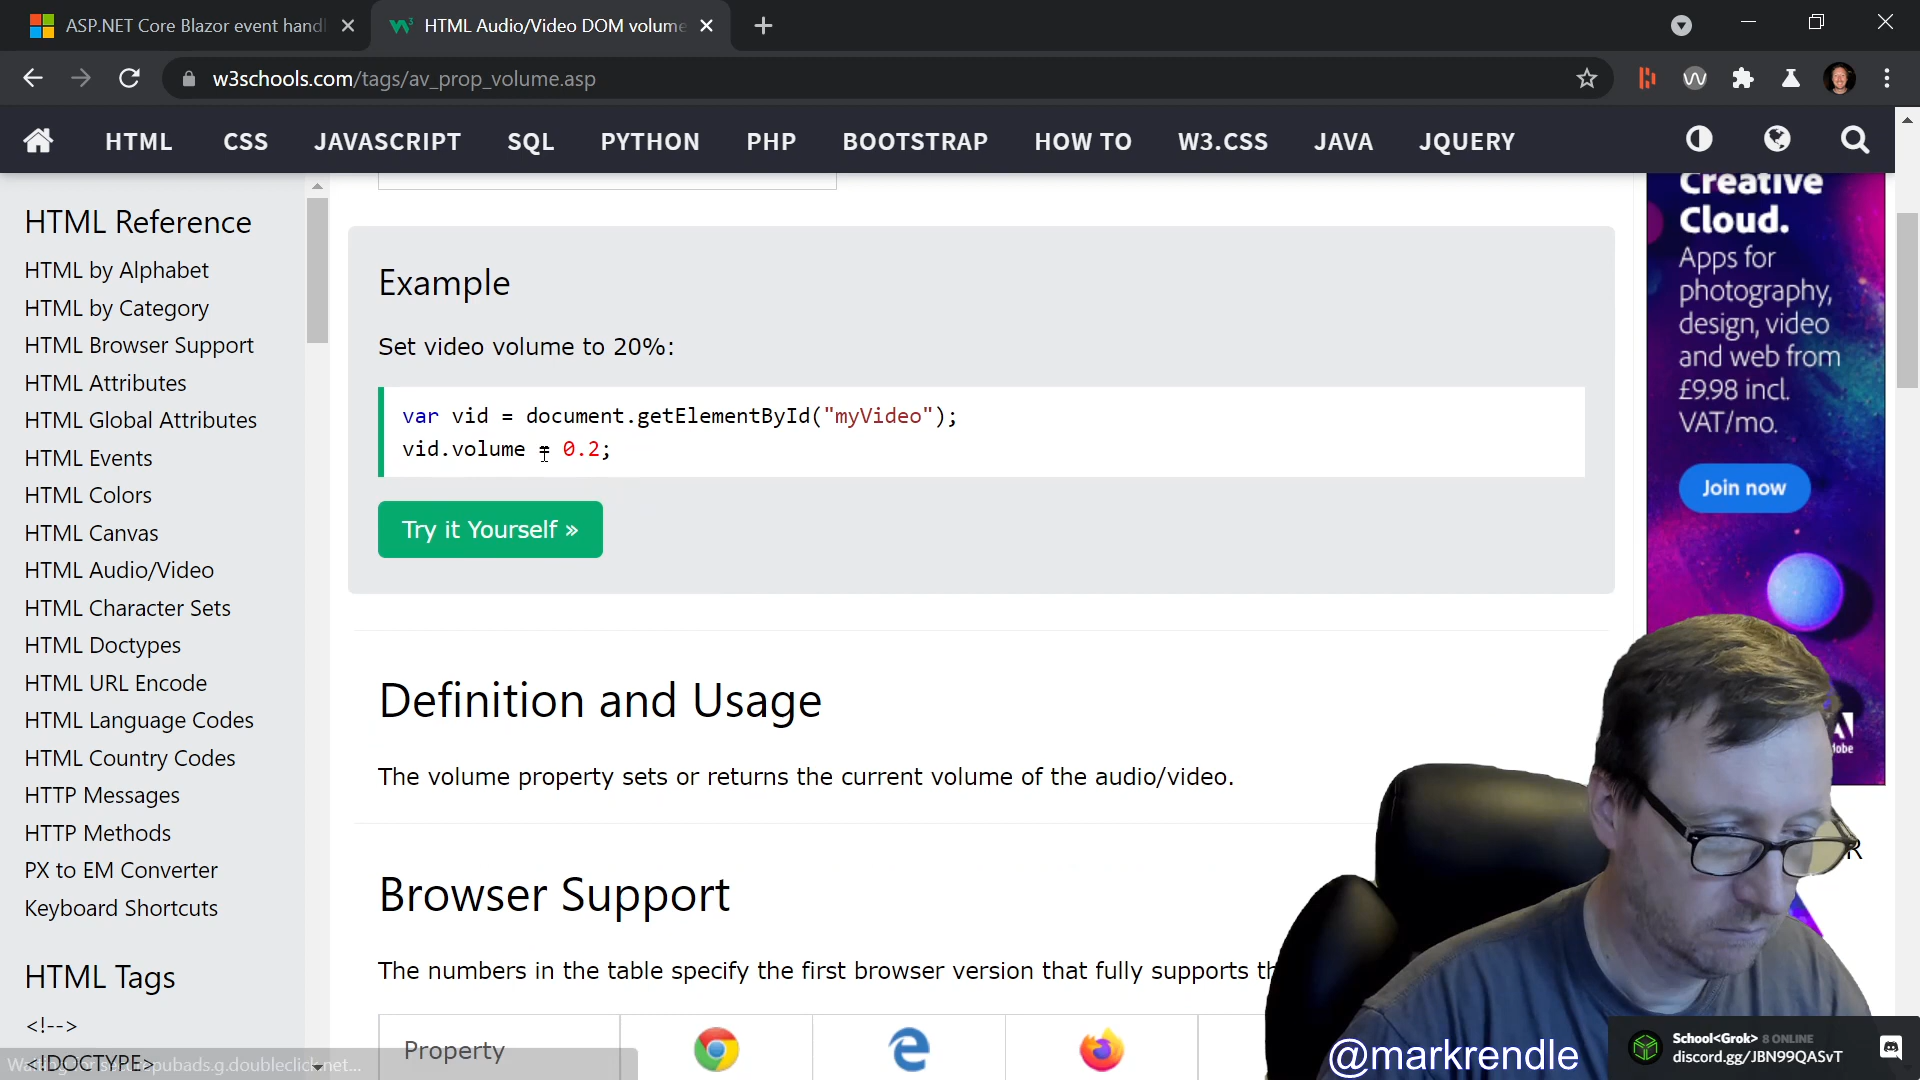 ASP.NET Core Blazor event handl
HTML Audio/Video DOM volume
w3schools.com/tags/av_prop_volume.asp
HTML CSS JAVASCRIPT SQL PYTHON PHP BOOTSTRAP HOW TO W3.CSS JAVA JQUERY
HTML Reference
HTML by Alphabet
HTML by Category
HTML Browser Support
HTML Attributes
HTML Global Attributes
HTML Events
HTML Colors
HTML Canvas
HTML Audio/Video
HTML Character Sets
HTML Doctypes
HTML URL Encode
HTML Language Codes
HTML Country Codes
HTTP Messages
HTTP Methods
PX to EM Converter
Keyboard Shortcuts
HTML Tags
<!-->
<!DOCTYPE>
Example
Set video volume to 20%:
var vid = document.getElementById("myVideo");
vid.volume = 0.2;
Try it Yourself »
Definition and Usage
The volume property sets or returns the current volume of the audio/video.
Browser Support
The numbers in the table specify the first browser version that fully supports
Property
Creative
Cloud.
Apps for
photography,
design, video
and web from
£9.98 incl.
VAT/mo.
Join now
@markrendle
School<Grok> 8 ONLINE
discord.gg/JBN99QASvT